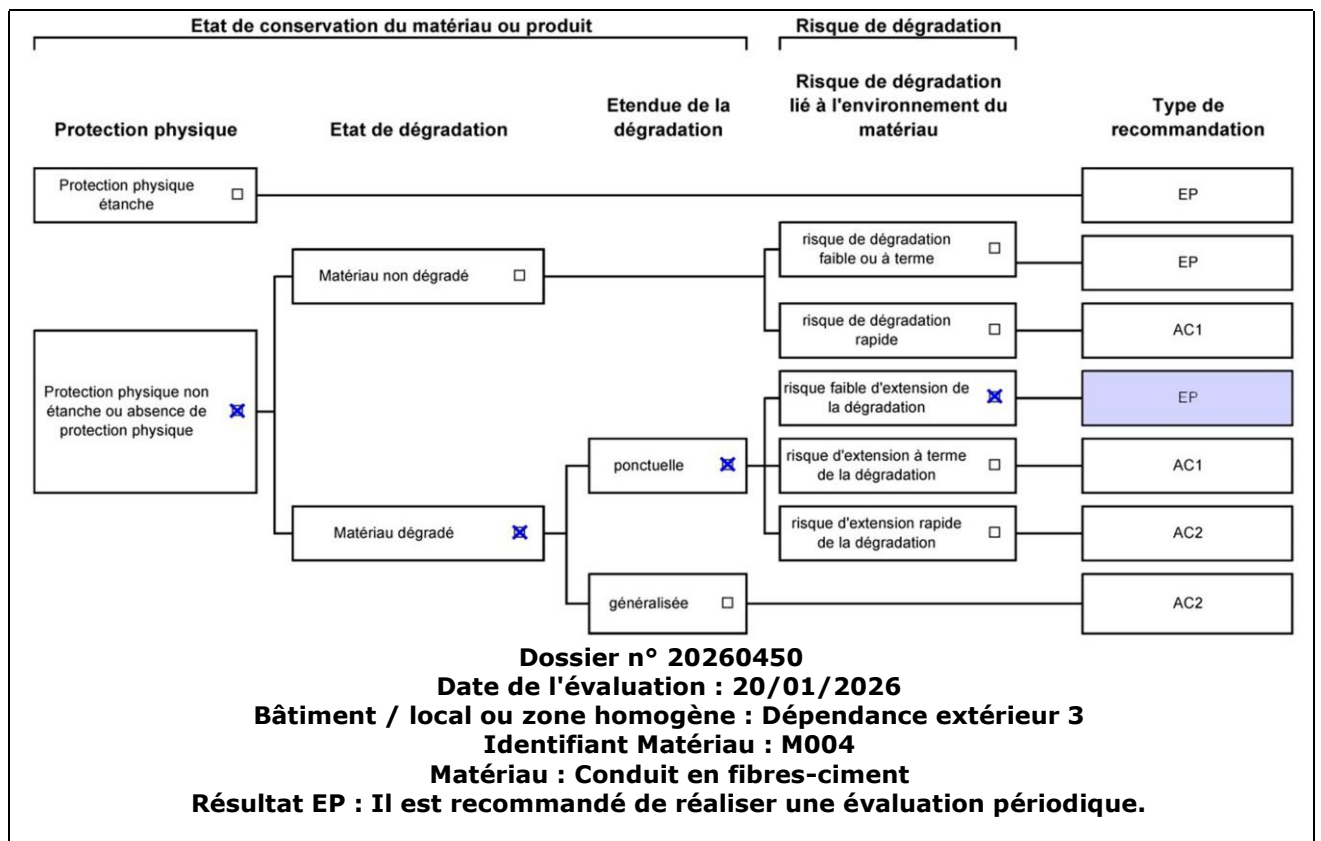 Etat de conservation du matériau ou produit
Risque de dégradation
Protection physique
Etat de dégradation
Etendue de la
dégradation
Risque de dégradation
lié à l'environnement du
matériau
Type de
recommandation
Protection physique
étanche
EP
risque de dégradation
faible ou à terme
EP
Matériau non dégradé
risque de dégradation
rapide
AC1
Protection physique non
étanche ou absence de
protection physique
risque faible d'extension de
la dégradation
EP
ponctuelle
risque d'extension à terme
de la dégradation
AC1
Matériau dégradé
risque d'extension rapide
de la dégradation
AC2
généralisée
AC2
Dossier n° 20260450
Date de l'évaluation : 20/01/2026
Bâtiment / local ou zone homogène : Dépendance extérieur 3
Identifiant Matériau : M004
Matériau : Conduit en fibres-ciment
Résultat EP : Il est recommandé de réaliser une évaluation périodique.